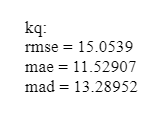 kq:
rmse = 15.0539
mae = 11.52907
mad = 13.28952